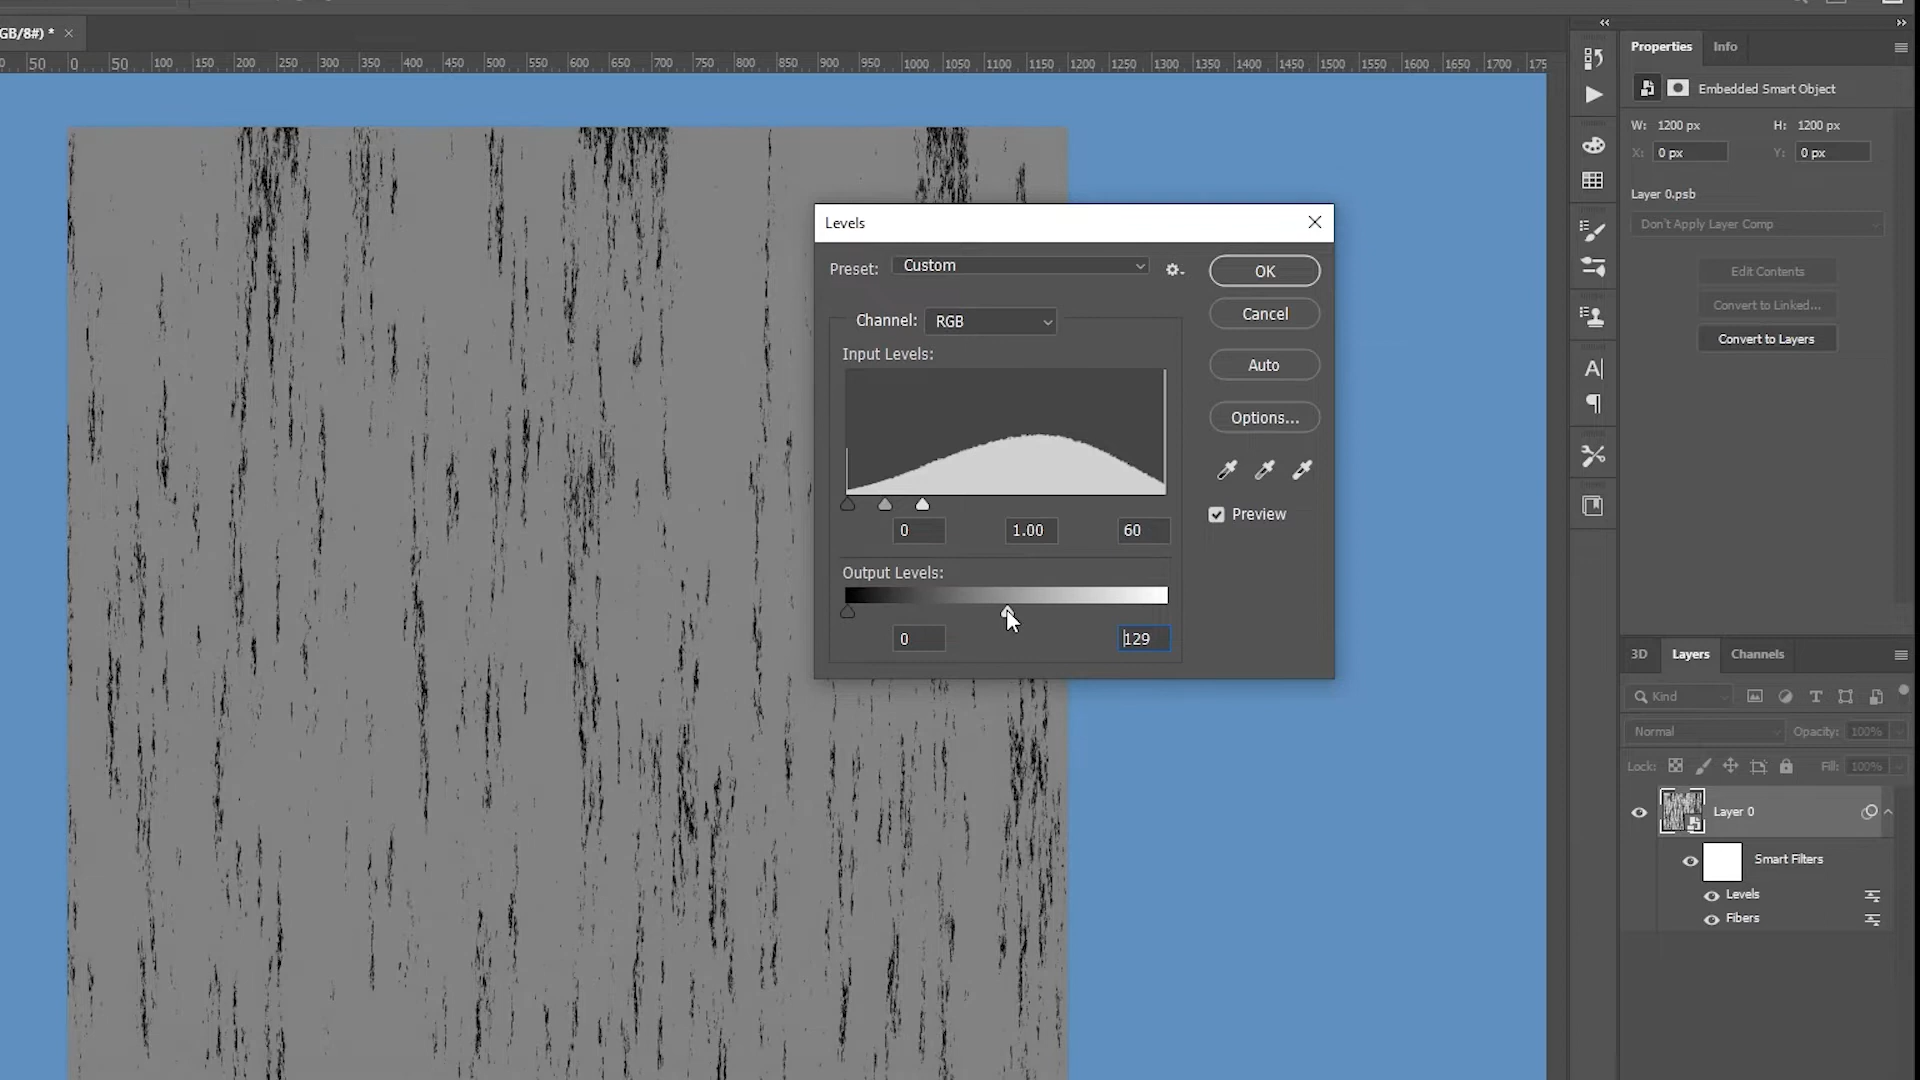 GB/8#) * ×
50 0 50 100 150 200 250 300 350 400 450 500 550 600 650 700 750 800 850 900 950 1000 1050 1100 1150 1200 1250 1300 1350 1400 1450 1500 1550 1600 1650 1700 175
Properties Info
Embedded Smart Object
W: 1200 px H: 1200 px
X: 0 px Y: 0 px
Layer 0.psb
Don't Apply Layer Comp
Edit Contents
Convert to Linked...
Convert to Layers
Levels
Preset: Custom
OK
Channel: RGB
Cancel
Input Levels:
Auto
Options...
Preview
0 1.00 60
Output Levels:
0 129
3D Layers Channels
Kind
Normal Opacity: 100%
Lock: Fill: 100%
Layer 0
Smart Filters
Levels
Fibers